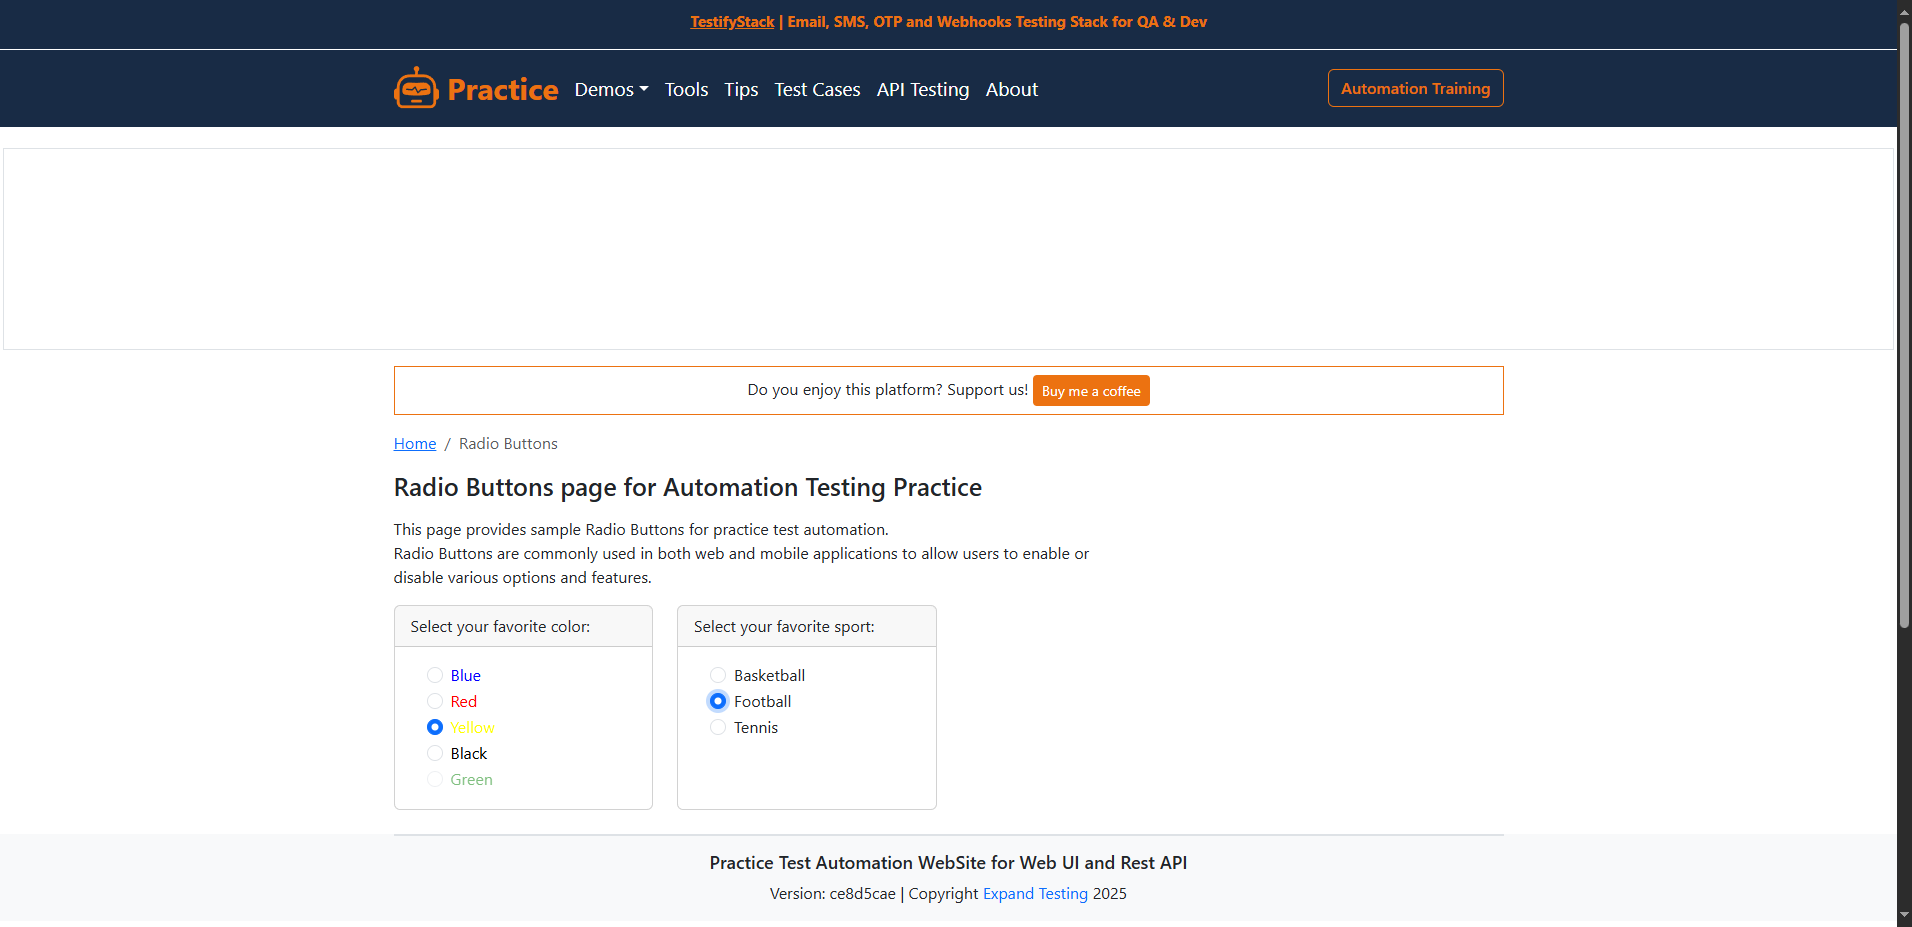 TestifyStack | Email, SMS, OTP and Webhooks Testing Stack for QA & Dev
Practice Demos Tools Tips Test Cases API Testing About Automation Training
Do you enjoy this platform? Support us! Buy me a coffee
Home / Radio Buttons
Radio Buttons page for Automation Testing Practice
This page provides sample Radio Buttons for practice test automation.
Radio Buttons are commonly used in both web and mobile applications to allow users to enable or
disable various options and features.
Select your favorite color:
Blue
Red
Yellow
Black
Green
Select your favorite sport:
Basketball
Football
Tennis
Practice Test Automation WebSite for Web UI and Rest API
Version: ce8d5cae | Copyright Expand Testing 2025